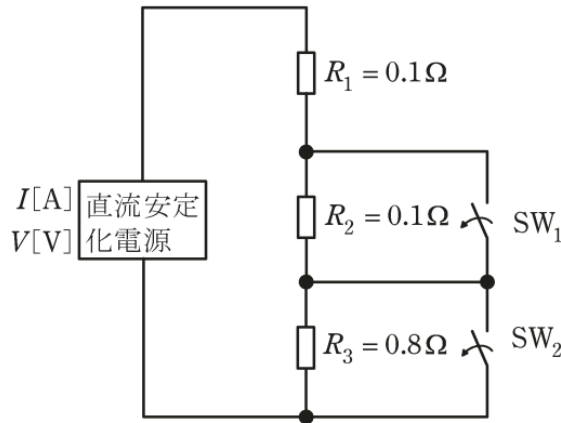 R₁ = 0.1Ω
I[A]
V[V]
直流安定
化電源
R₂ = 0.1Ω
SW₁
R₃ = 0.8Ω
SW₂